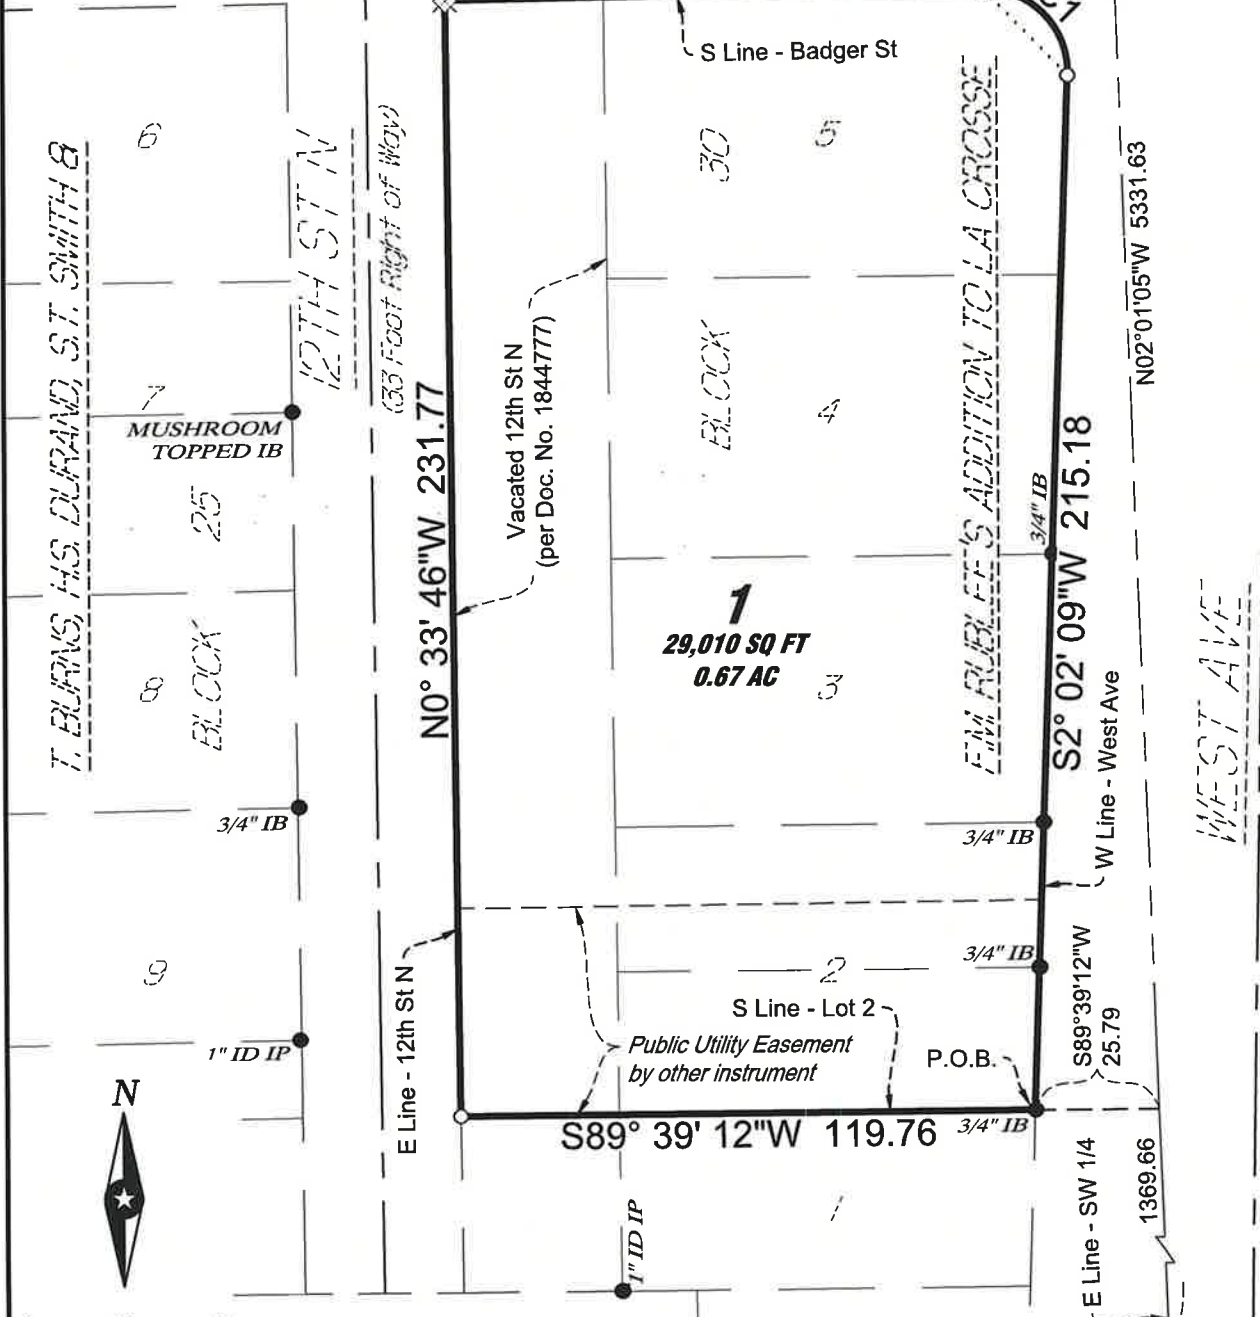 C1
S Line - Badger St
6
5
30
BLOCK
4
T. BURNS, H.S. DURAND, S.T. SMITH &
12TH ST N
(33 Foot Right of Way)
F.M. RUBLEE'S ADDITION TO LA CROSSE
N02°01'05"W 5331.63
Vacated 12th St N
(per Doc. No. 1844777)
7
MUSHROOM
TOPPED IB
25
BLOCK
N0° 33' 46"W 231.77
3/4" IB
S2° 02' 09"W 215.18
1
29,010 SQ FT
0.67 AC
3
8
WEST AVE
W Line - West Ave
3/4" IB
3/4" IB
9
E Line - 12th St N
3/4" IB
2
S Line - Lot 2
Public Utility Easement
by other instrument
P.O.B.
S89°39'12"W
25.79
1" ID IP
N
S89° 39' 12"W 119.76
3/4" IB
1" ID IP
1
E Line - SW 1/4
1369.66